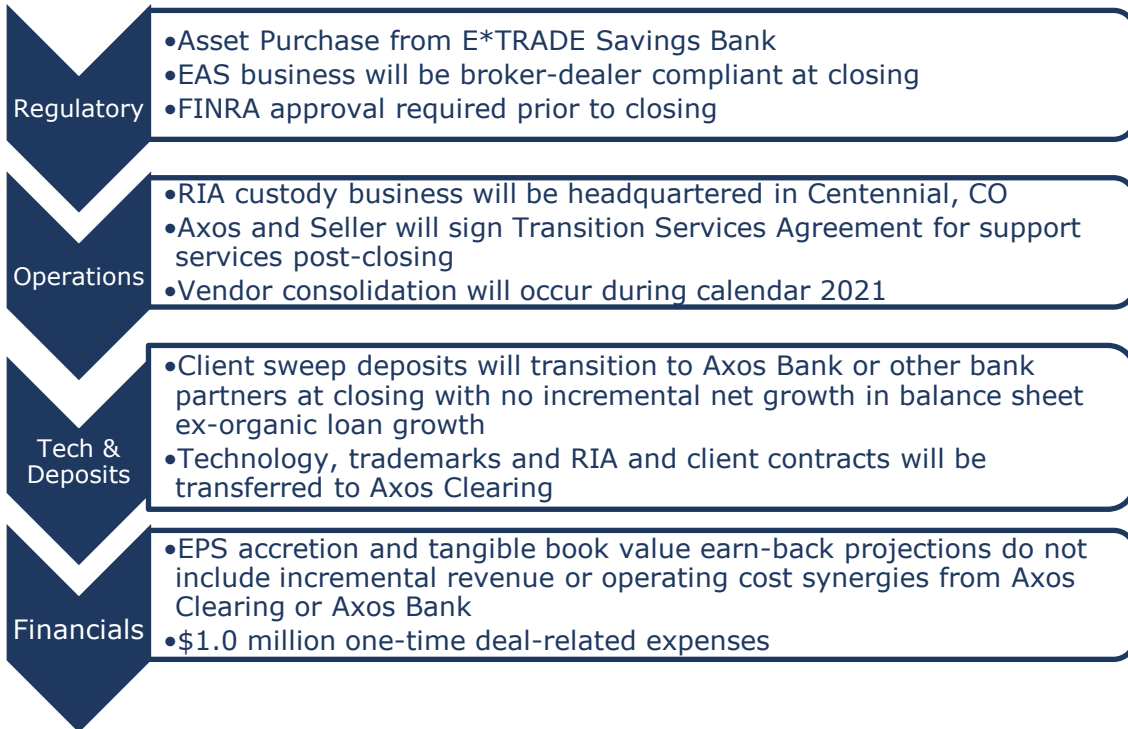 Regulatory
•Asset Purchase from E*TRADE Savings Bank
•EAS business will be broker-dealer compliant at closing
•FINRA approval required prior to closing
Operations
•RIA custody business will be headquartered in Centennial, CO
•Axos and Seller will sign Transition Services Agreement for support
services post-closing
•Vendor consolidation will occur during calendar 2021
Tech &
Deposits
•Client sweep deposits will transition to Axos Bank or other bank
partners at closing with no incremental net growth in balance sheet
ex-organic loan growth
•Technology, trademarks and RIA and client contracts will be
transferred to Axos Clearing
Financials
•EPS accretion and tangible book value earn-back projections do not
include incremental revenue or operating cost synergies from Axos
Clearing or Axos Bank
•$1.0 million one-time deal-related expenses